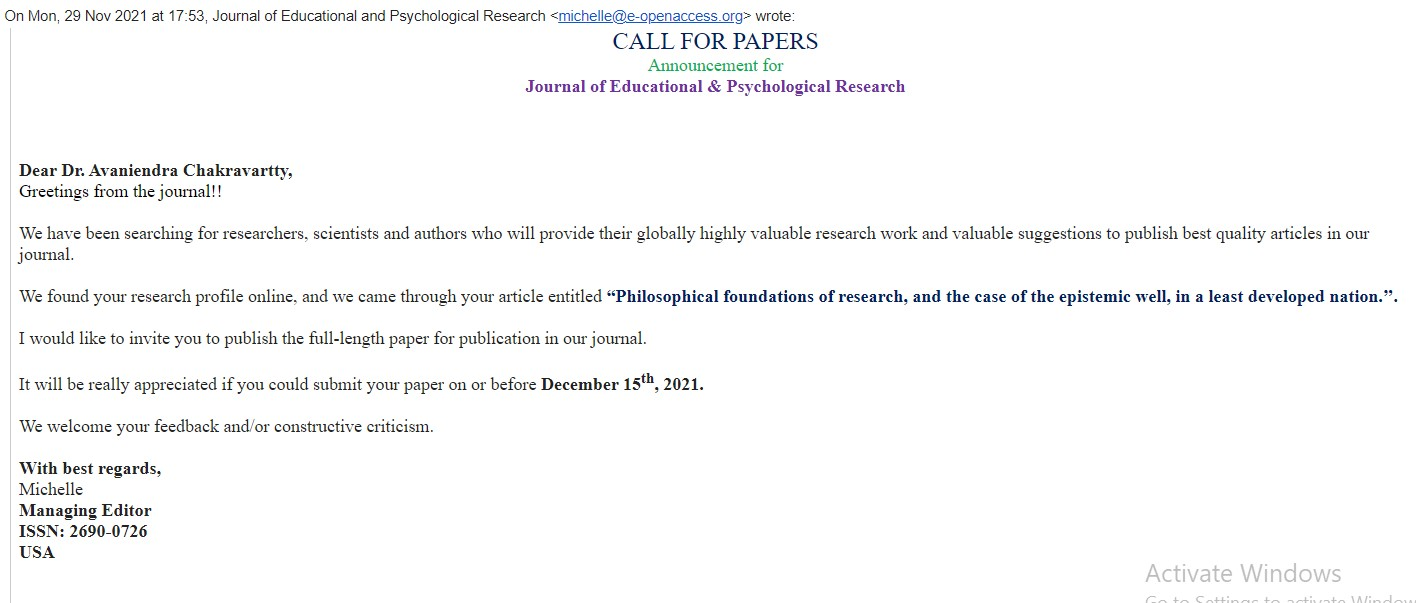 On Mon, 29 Nov 2021 at 17:53, Journal of Educational and Psychological Research <michelle@e-openaccess.org> wrote:
CALL FOR PAPERS
Announcement for
Journal of Educational & Psychological Research
Dear Dr. Avaniendra Chakravartty,
Greetings from the journal!!
We have been searching for researchers, scientists and authors who will provide their globally highly valuable research work and valuable suggestions to publish best quality articles in our
journal.
We found your research profile online, and we came through your article entitled “Philosophical foundations of research, and the case of the epistemic well, in a least developed nation.”.
I would like to invite you to publish the full-length paper for publication in our journal.
It will be really appreciated if you could submit your paper on or before December 15th, 2021.
We welcome your feedback and/or constructive criticism.
With best regards,
Michelle
Managing Editor
ISSN: 2690-0726
USA
Activate Windows
Go to Settings to activate Window